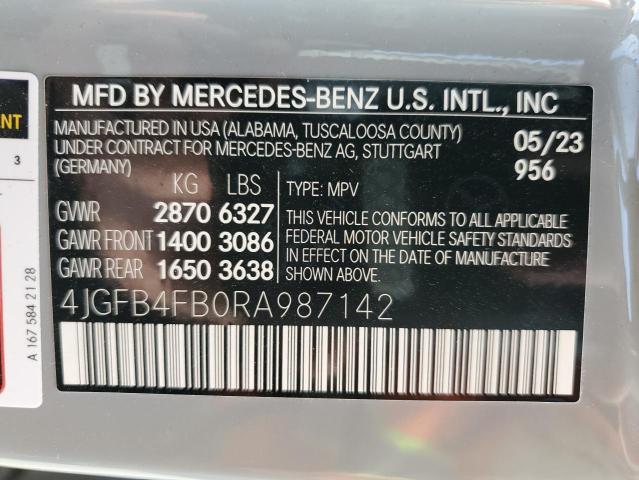 MFD BY MERCEDES-BENZ U.S. INTL., INC
MANUFACTURED IN USA (ALABAMA, TUSCALOOSA COUNTY)
UNDER CONTRACT FOR MERCEDES-BENZ AG, STUTTGART
(GERMANY)
05/23
956
KG LBS
GVWR 2870 6327
GAWR FRONT 1400 3086
GAWR REAR 1650 3638
TYPE: MPV
THIS VEHICLE CONFORMS TO ALL APPLICABLE
FEDERAL MOTOR VEHICLE SAFETY STANDARDS
IN EFFECT ON THE DATE OF MANUFACTURE
SHOWN ABOVE.
4JGFB4FB0RA987142
3
A 167 584 21 28